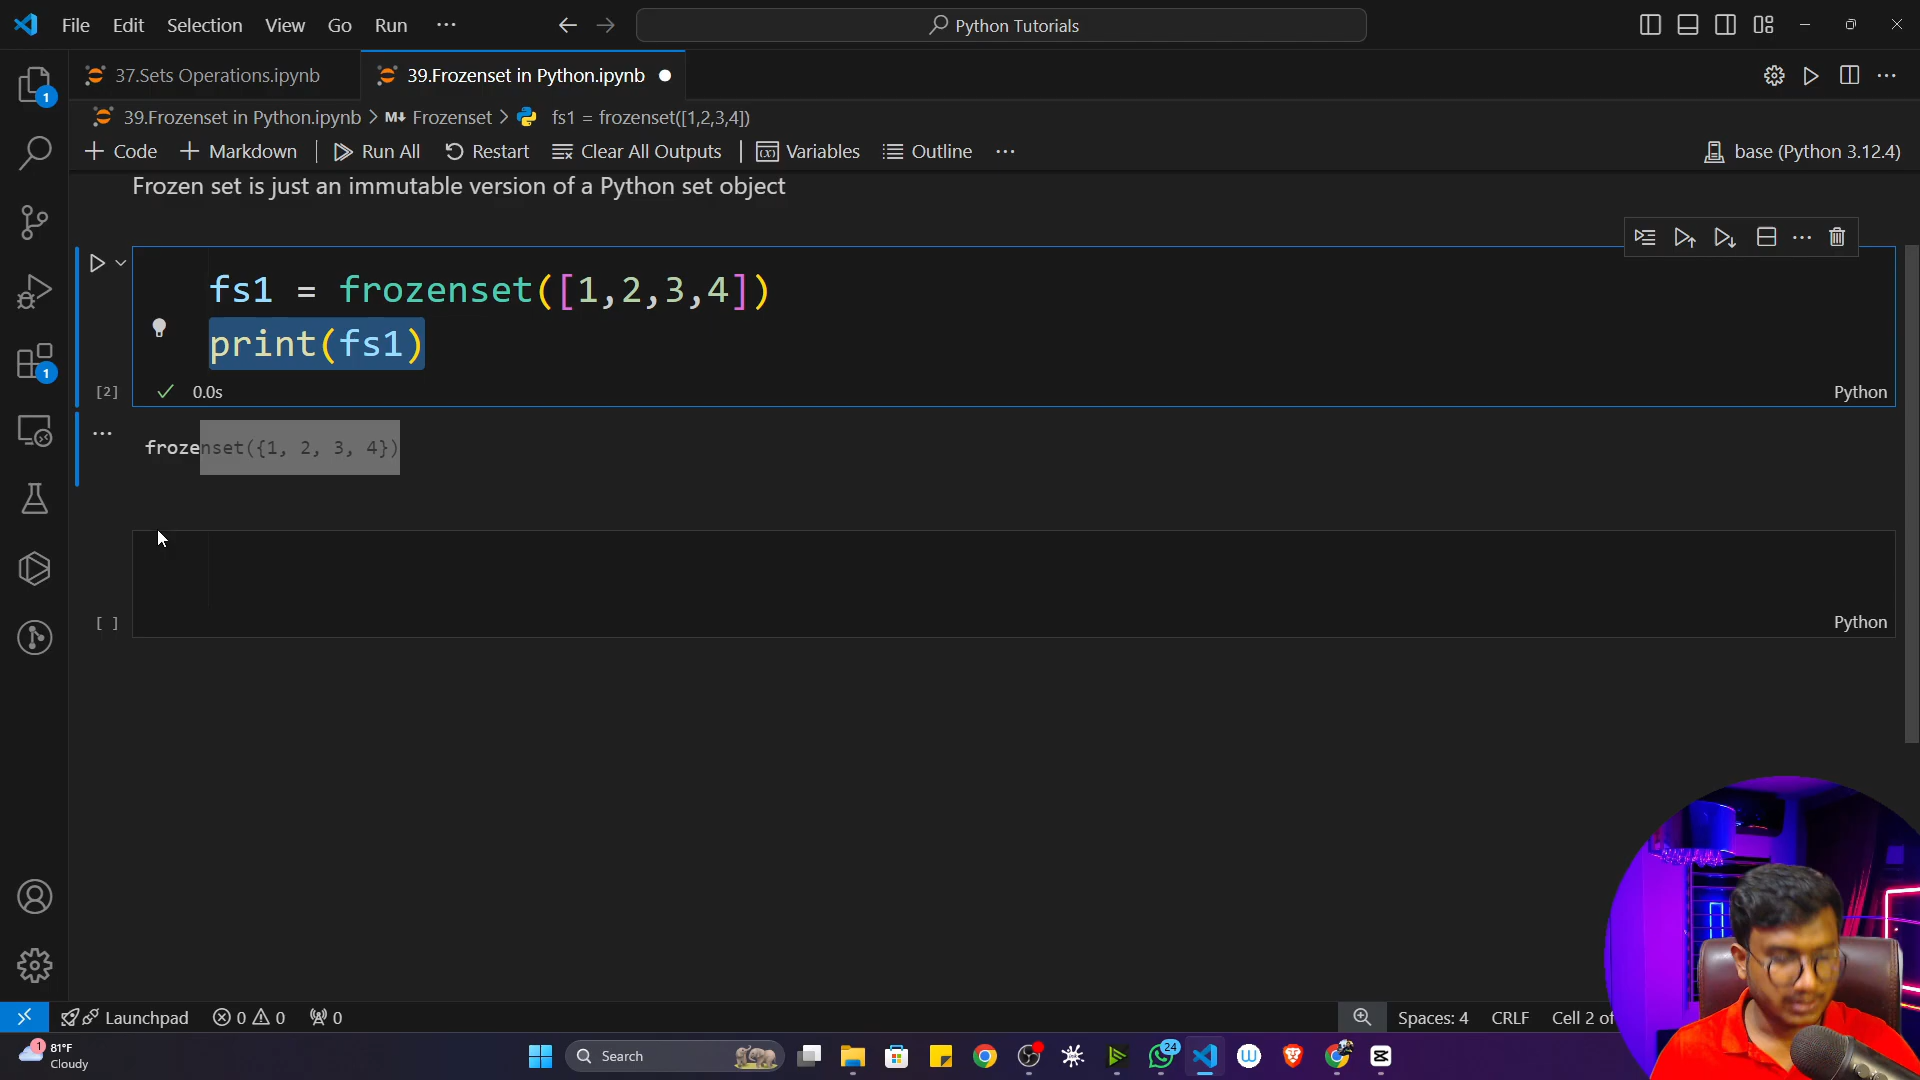 File Edit Selection View Go Run ···
Python Tutorials
37.Sets Operations.ipynb
39.Frozenset in Python.ipynb
39.Frozenset in Python.ipynb > M↓ Frozenset > fs1 = frozenset([1,2,3,4])
+ Code + Markdown | Run All Restart Clear All Outputs | Variables Outline ···
base (Python 3.12.4)
Frozen set is just an immutable version of a Python set object
fs1 = frozenset([1,2,3,4])
print(fs1)
[2] 0.0s
Python
frozenset({1, 2, 3, 4})
[ ]
Python
1
1
Launchpad 0 0 0
Spaces: 4 CRLF Cell 2 of
1
81°F
Cloudy
Search
24